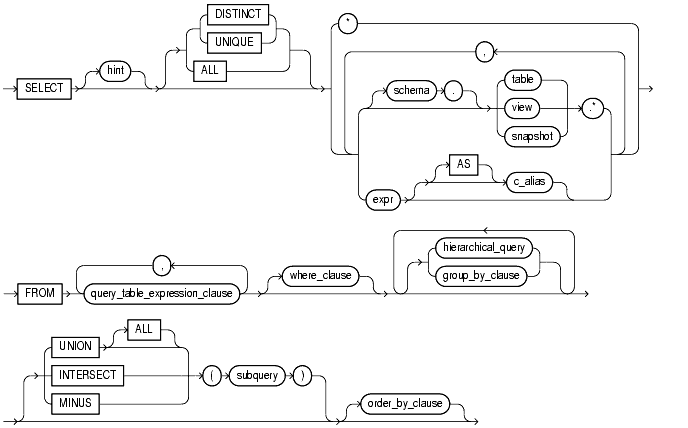 DISTINCT
*
UNIQUE
,
hint
ALL
table
SELECT
schema
.
view
.*
snapshot
AS
expr
c_alias
,
hierarchical_query
where_clause
FROM
query_table_expression_clause
group_by_clause
ALL
UNION
INTERSECT
( subquery )
MINUS
order_by_clause